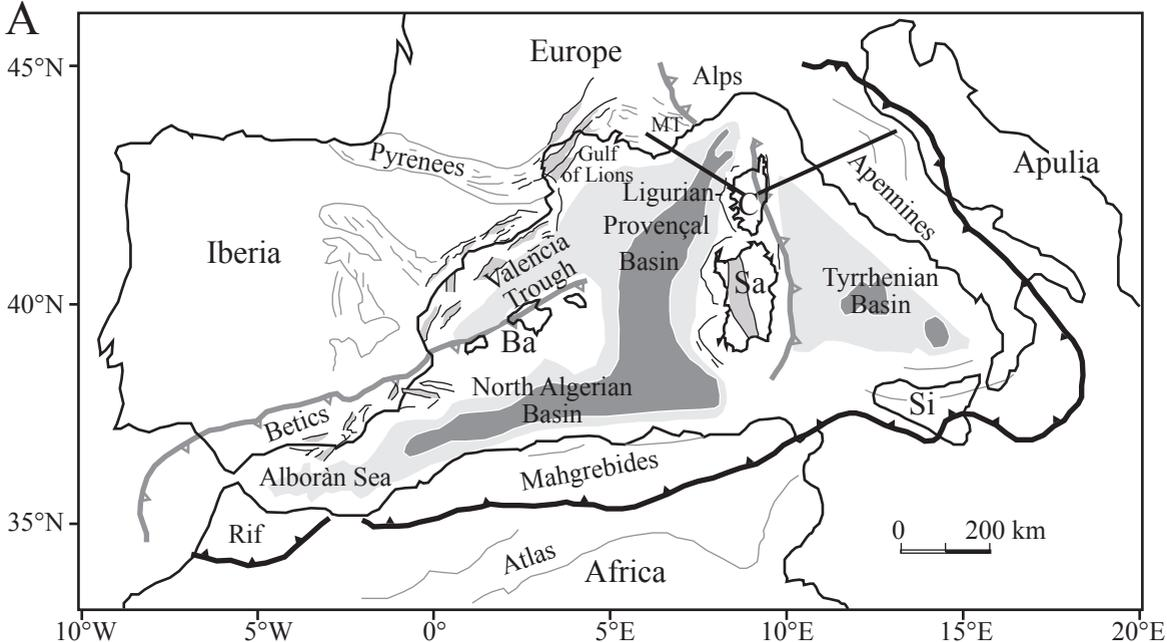 A
Europe
45°N
Alps
MT
Pyrenees
Gulf
of Lions
Apulia
Ligurian-
Provençal
Basin
Apennines
Iberia
Valencia
Trough
Sa
Tyrrhenian
Basin
40°N
Ba
North Algerian
Basin
Si
Betics
Alboràn Sea
Mahgrebides
35°N
Rif
0 200 km
Atlas
Africa
10°W 5°W 0° 5°E 10°E 15°E 20°E